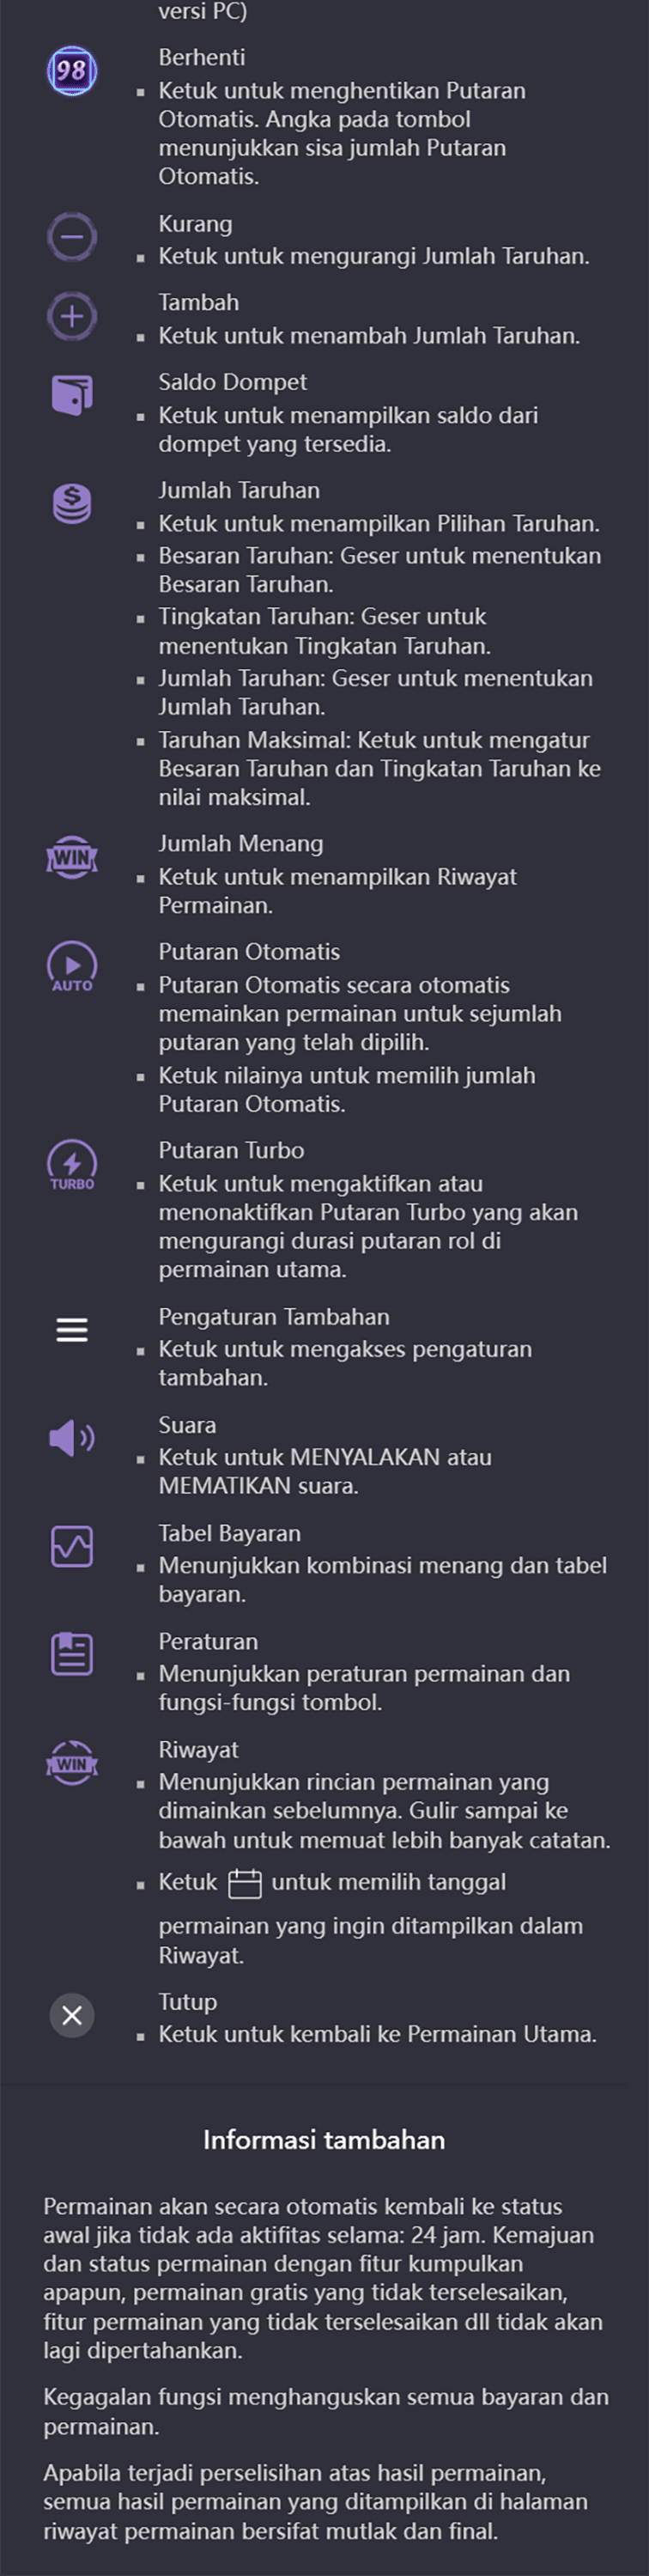 versi PC)
98
Berhenti
Ketuk untuk menghentikan Putaran
Otomatis. Angka pada tombol
menunjukkan sisa jumlah Putaran
Otomatis.
Kurang
Ketuk untuk mengurangi Jumlah Taruhan.
Tambah
Ketuk untuk menambah Jumlah Taruhan.
Saldo Dompet
Ketuk untuk menampilkan saldo dari
dompet yang tersedia.
Jumlah Taruhan
Ketuk untuk menampilkan Pilihan Taruhan.
Besaran Taruhan: Geser untuk menentukan
Besaran Taruhan.
Tingkatan Taruhan: Geser untuk
menentukan Tingkatan Taruhan.
Jumlah Taruhan: Geser untuk menentukan
Jumlah Taruhan.
Taruhan Maksimal: Ketuk untuk mengatur
Besaran Taruhan dan Tingkatan Taruhan ke
nilai maksimal.
WIN
Jumlah Menang
Ketuk untuk menampilkan Riwayat
Permainan.
AUTO
Putaran Otomatis
Putaran Otomatis secara otomatis
memainkan permainan untuk sejumlah
putaran yang telah dipilih.
Ketuk nilainya untuk memilih jumlah
Putaran Otomatis.
TURBO
Putaran Turbo
Ketuk untuk mengaktifkan atau
menonaktifkan Putaran Turbo yang akan
mengurangi durasi putaran rol di
permainan utama.
Pengaturan Tambahan
Ketuk untuk mengakses pengaturan
tambahan.
Suara
Ketuk untuk MENYALAKAN atau
MEMATIKAN suara.
Tabel Bayaran
Menunjukkan kombinasi menang dan tabel
bayaran.
Peraturan
Menunjukkan peraturan permainan dan
fungsi-fungsi tombol.
WIN
Riwayat
Menunjukkan rincian permainan yang
dimainkan sebelumnya. Gulir sampai ke
bawah untuk memuat lebih banyak catatan.
Ketuk untuk memilih tanggal
permainan yang ingin ditampilkan dalam
Riwayat.
Tutup
Ketuk untuk kembali ke Permainan Utama.
Informasi tambahan
Permainan akan secara otomatis kembali ke status
awal jika tidak ada aktifitas selama: 24 jam. Kemajuan
dan status permainan dengan fitur kumpulkan
apapun, permainan gratis yang tidak terselesaikan,
fitur permainan yang tidak terselesaikan dll tidak akan
lagi dipertahankan.
Kegagalan fungsi menghanguskan semua bayaran dan
permainan.
Apabila terjadi perselisihan atas hasil permainan,
semua hasil permainan yang ditampilkan di halaman
riwayat permainan bersifat mutlak dan final.